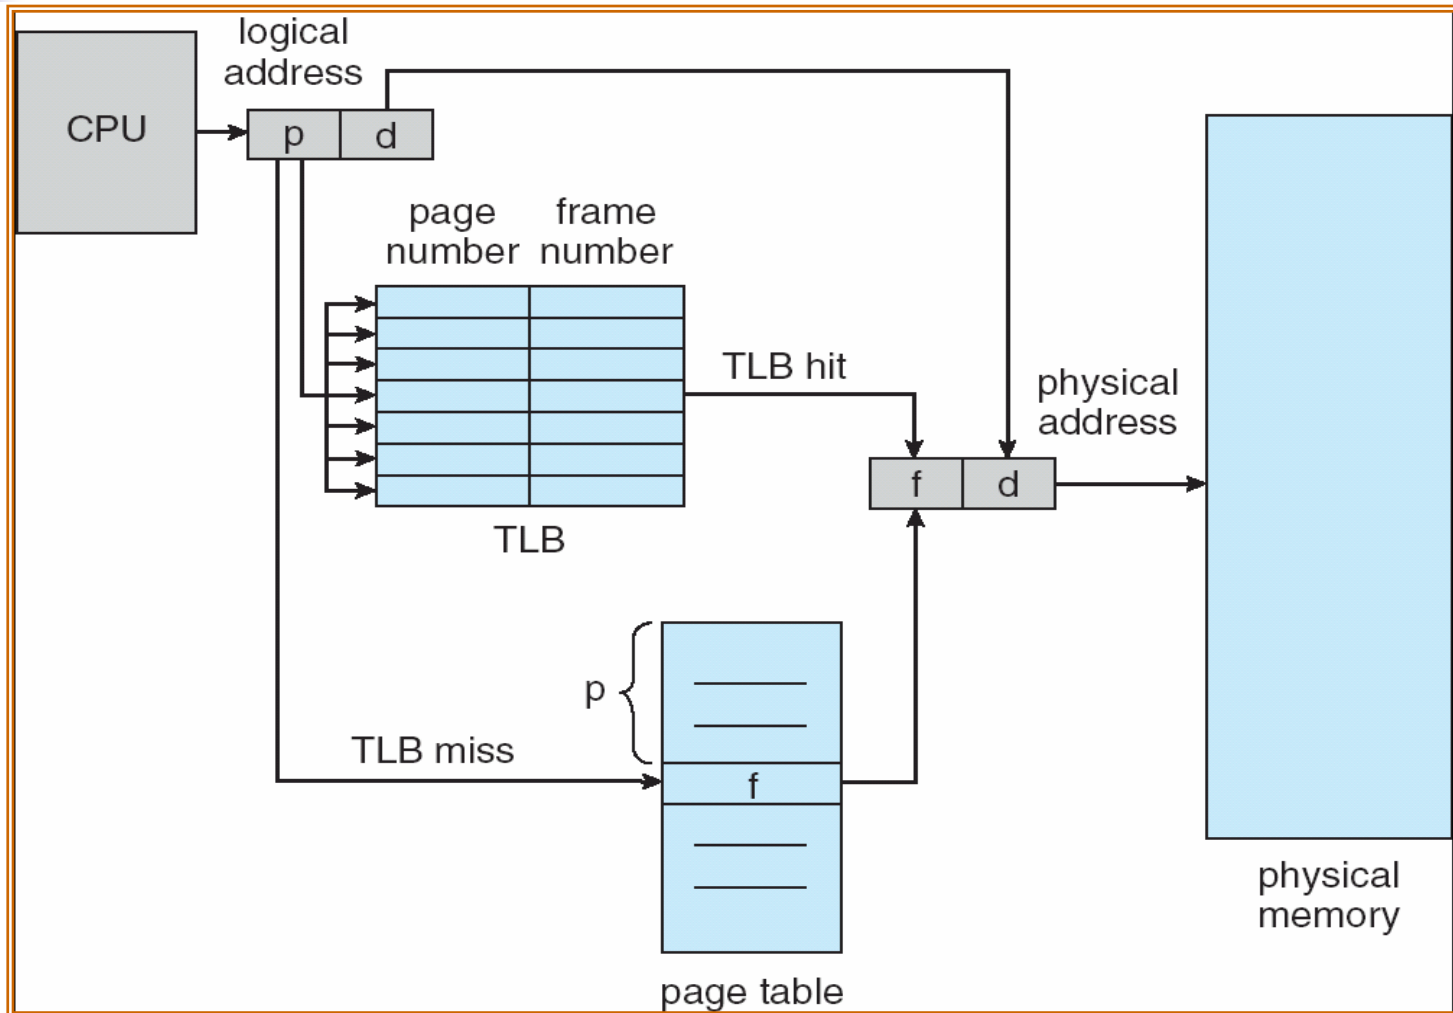 logical
address
CPU
p
d
page
number
frame
number
TLB hit
physical
address
f
d
TLB
p
TLB miss
f
physical
memory
page table